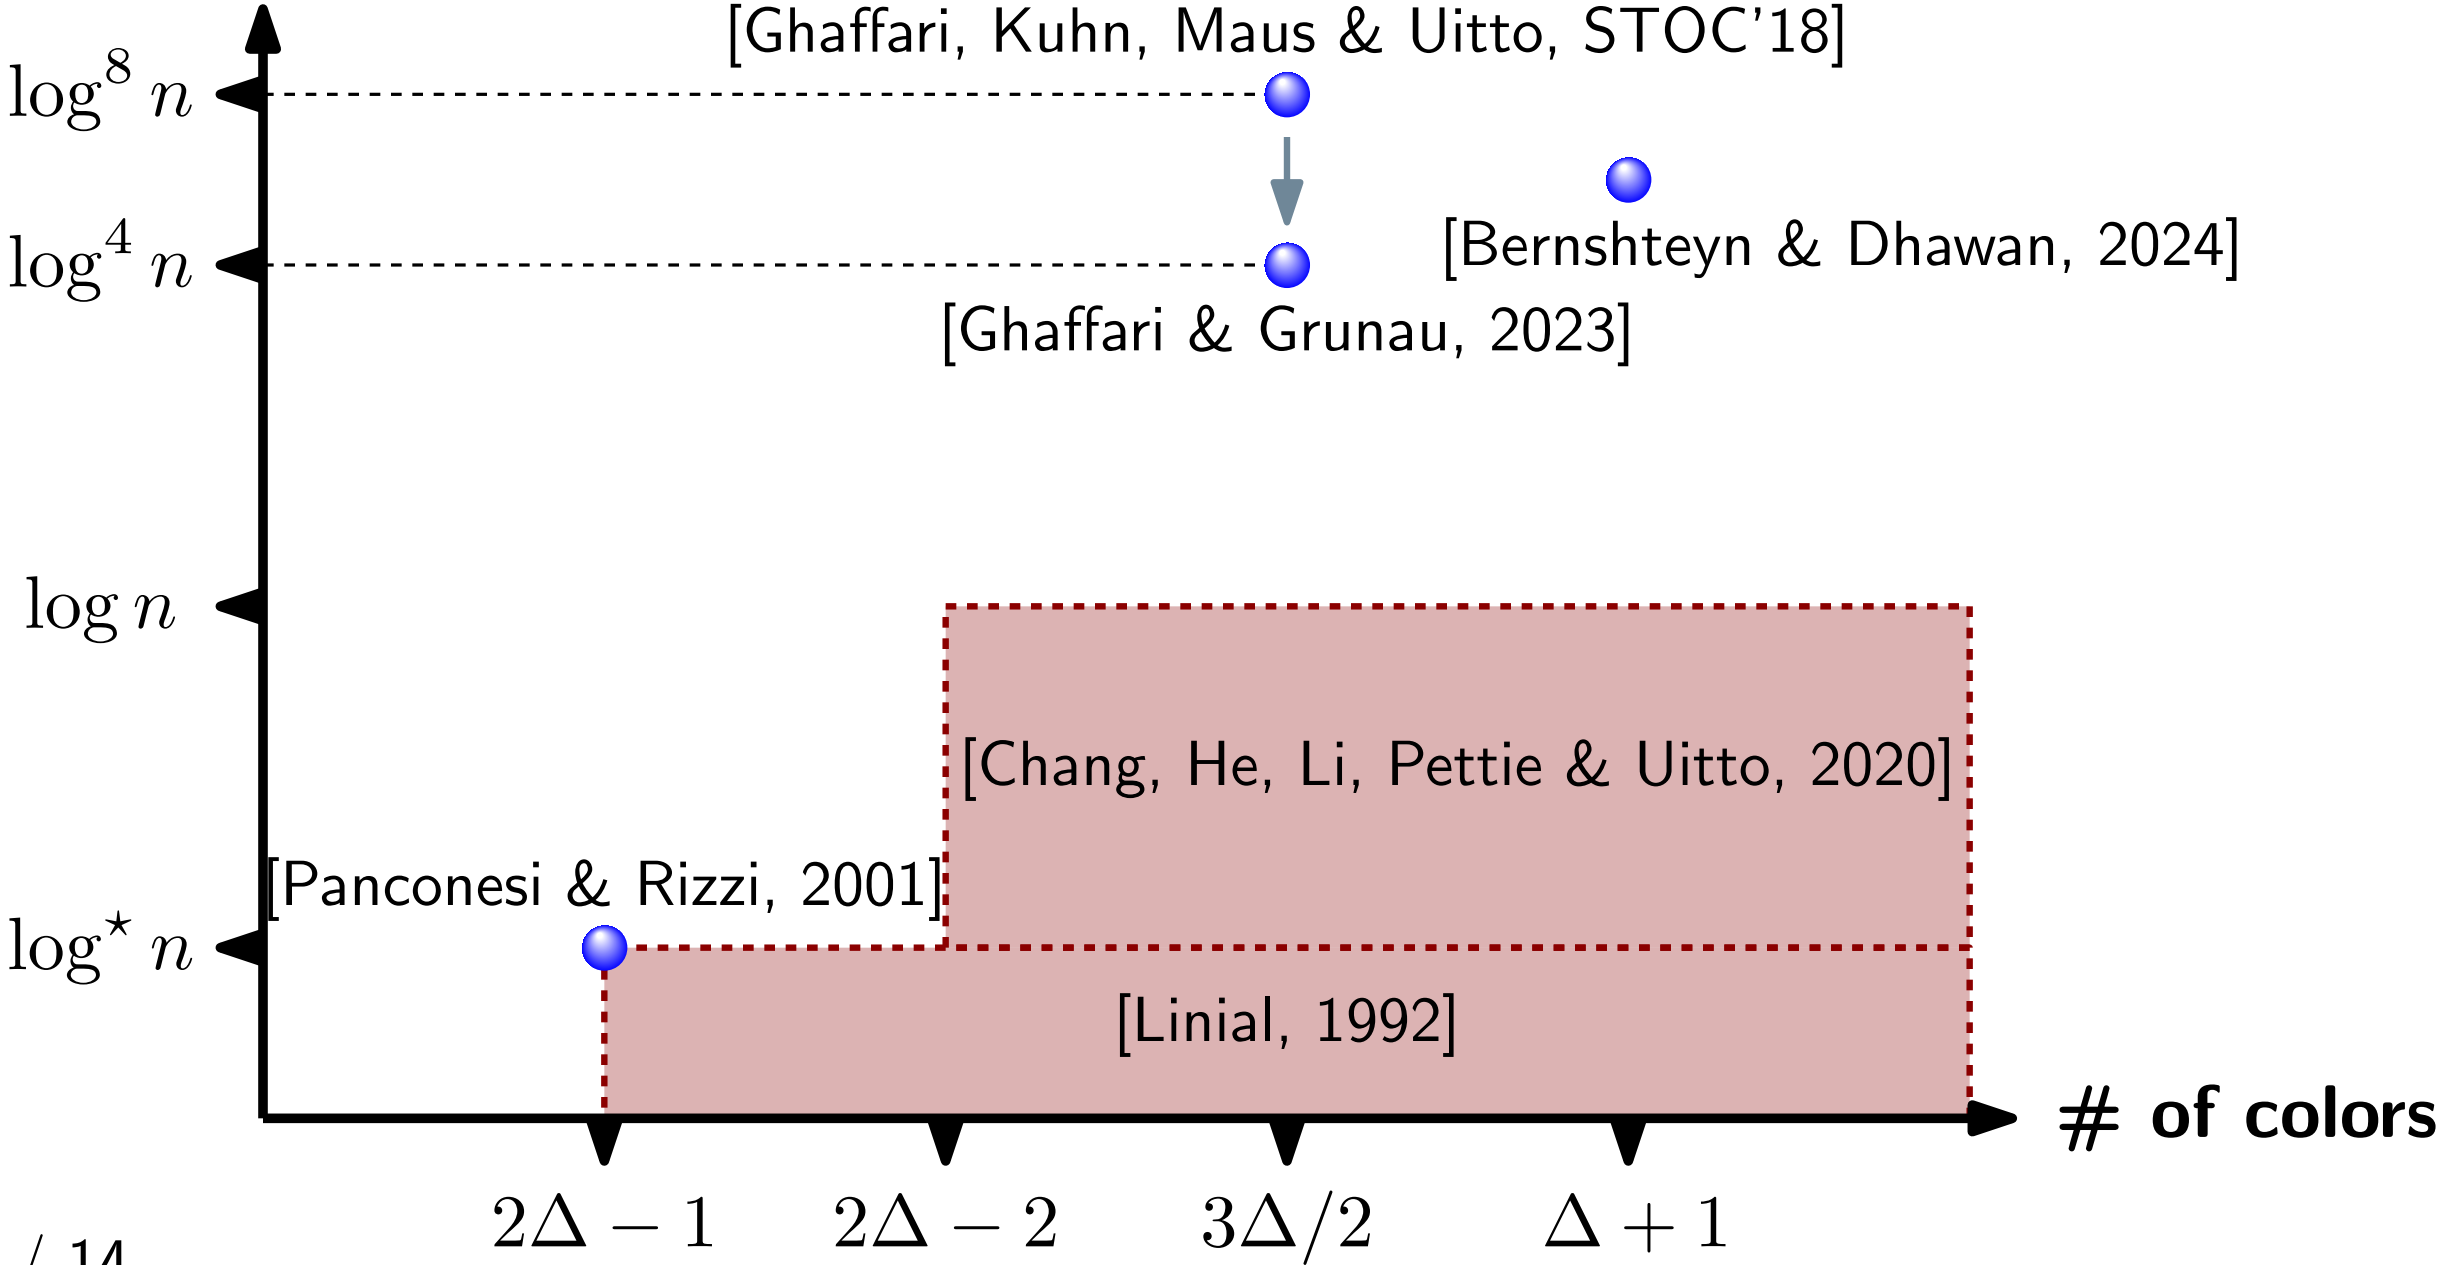 [Ghaffari, Kuhn, Maus & Uitto, STOC'18]
log⁸ n
[Bernshteyn & Dhawan, 2024]
log⁴ n
[Ghaffari & Grunau, 2023]
log n
[Chang, He, Li, Pettie & Uitto, 2020]
[Panconesi & Rizzi, 2001]
log⋆ n
[Linial, 1992]
# of colors
2Δ − 1
2Δ − 2
3Δ/2
Δ + 1
/ 14